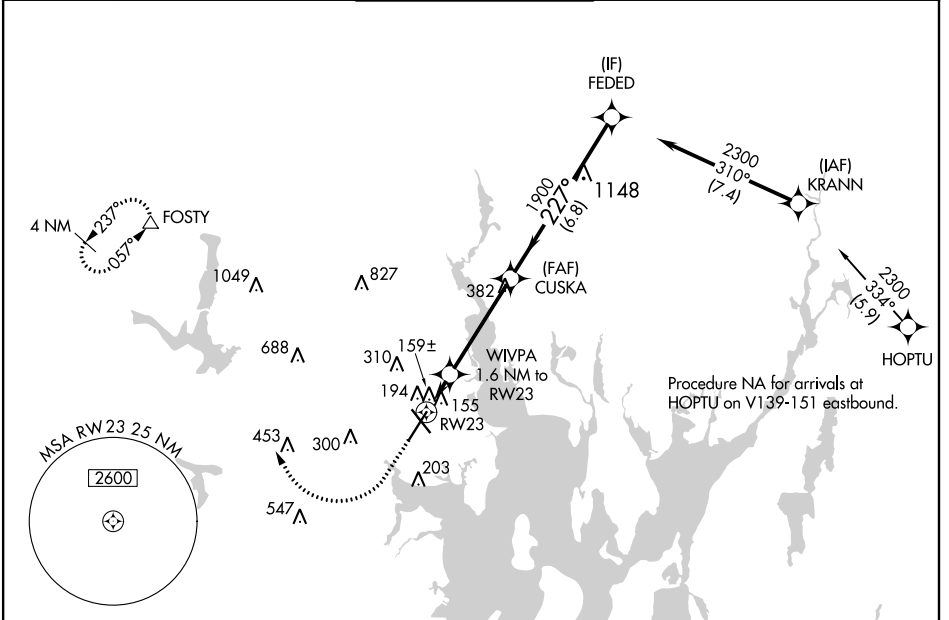 (IF)
FEDED
2300
310°
(7.4)
(IAF)
KRANN
1148
1900
227°
(6.8)
4 NM
237°
057°
FOSTY
1049
827
382
(FAF)
CUSKA
2300
334°
(5.9)
HOPTU
688
310
159±
WIVPA
1.6 NM to
RW23
194
155
RW23
Procedure NA for arrivals at
HOPTU on V139-151 eastbound.
453
300
203
547
MSA RW23 25 NM
2600